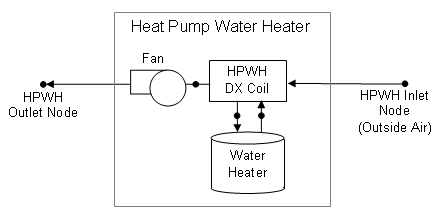 Heat Pump Water Heater
Fan
HPWH
DX Coil
HPWH
Outlet Node
HPWH Inlet
Node
(Outside Air)
Water
Heater